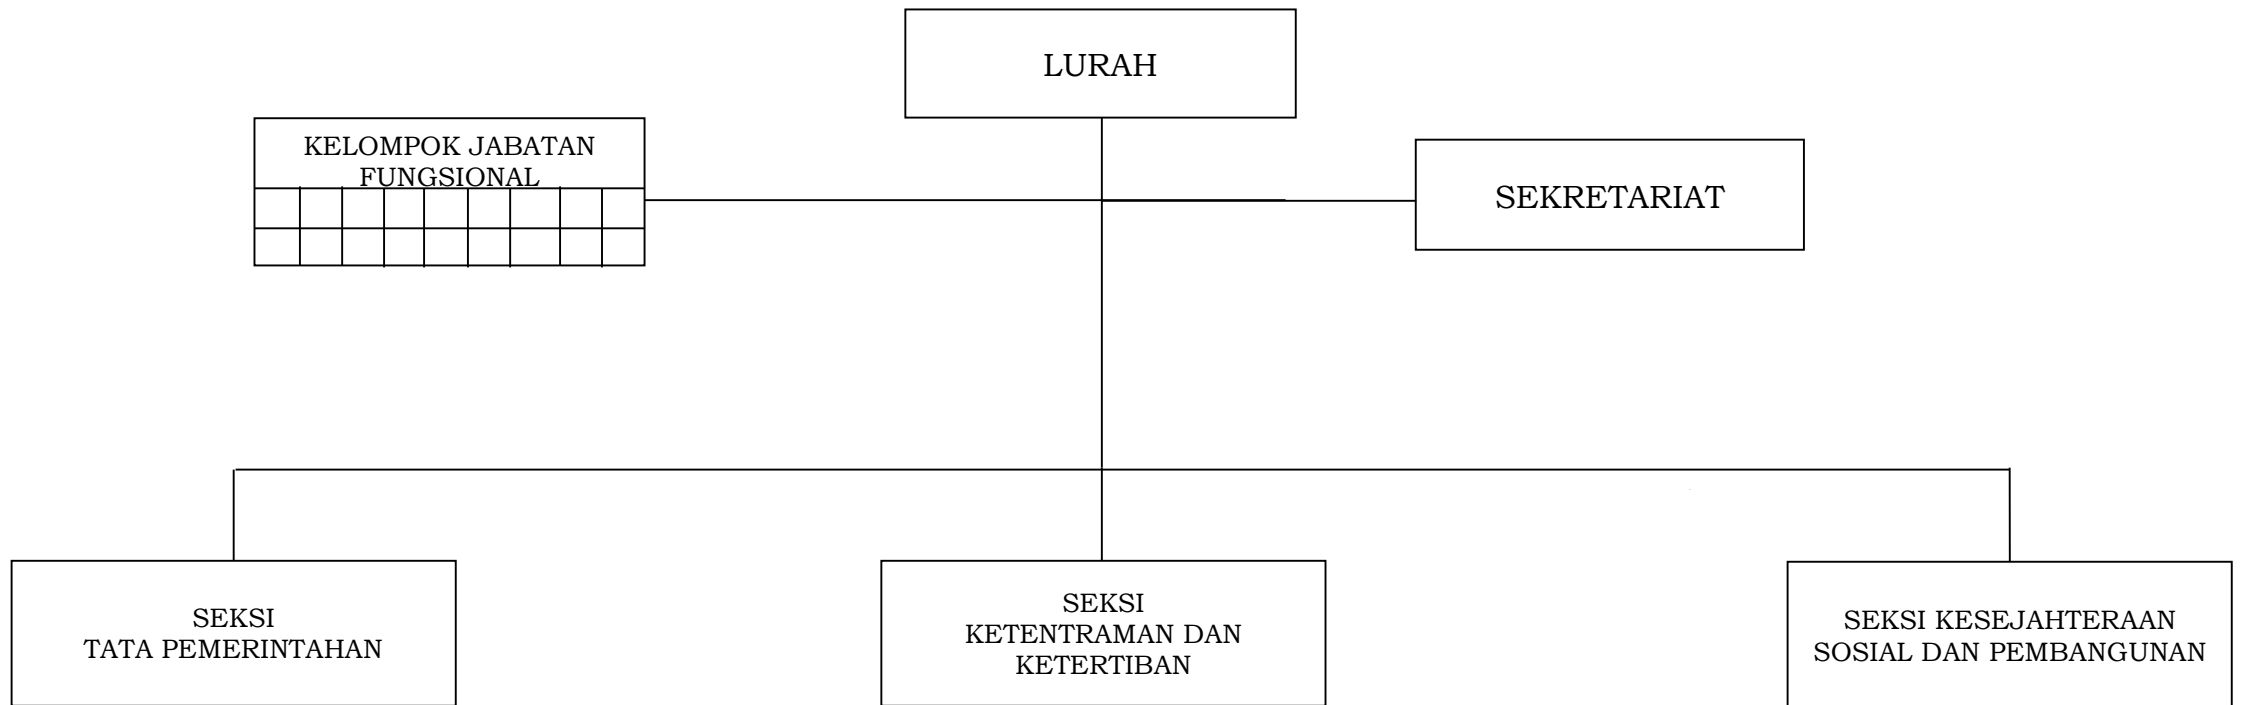 LURAH
KELOMPOK JABATAN
FUNGSIONAL
SEKRETARIAT
SEKSI
TATA PEMERINTAHAN
SEKSI
KETENTRAMAN DAN
KETERTIBAN
SEKSI KESEJAHTERAAN
SOSIAL DAN PEMBANGUNAN